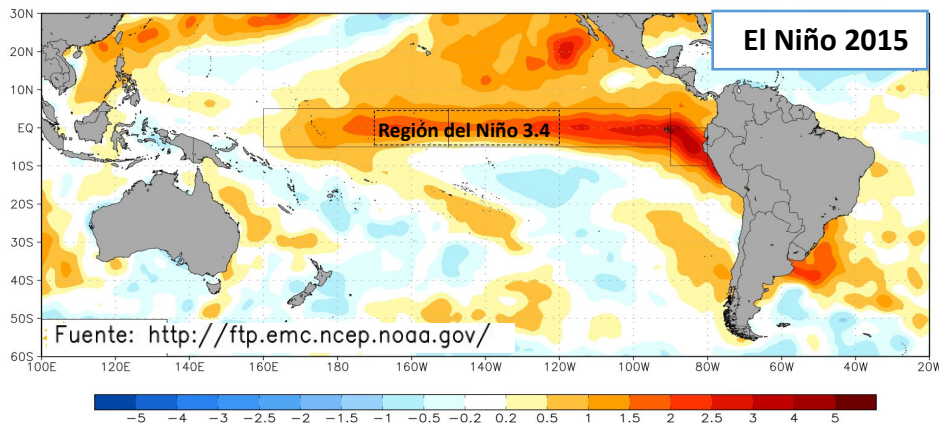 El Niño 2015
30N
20N
10N
EQ
10S
20S
30S
40S
50S
60S
Región del Niño 3.4
Fuente: http://ftp.emc.ncep.noaa.gov/
100E 120E 140E 160E 180 160W 140W 120W 100W 80W 60W 40W 20W
-5 -4 -3 -2.5 -2 -1.5 -1 -0.5 -0.2 0.2 0.5 1 1.5 2 2.5 3 4 5